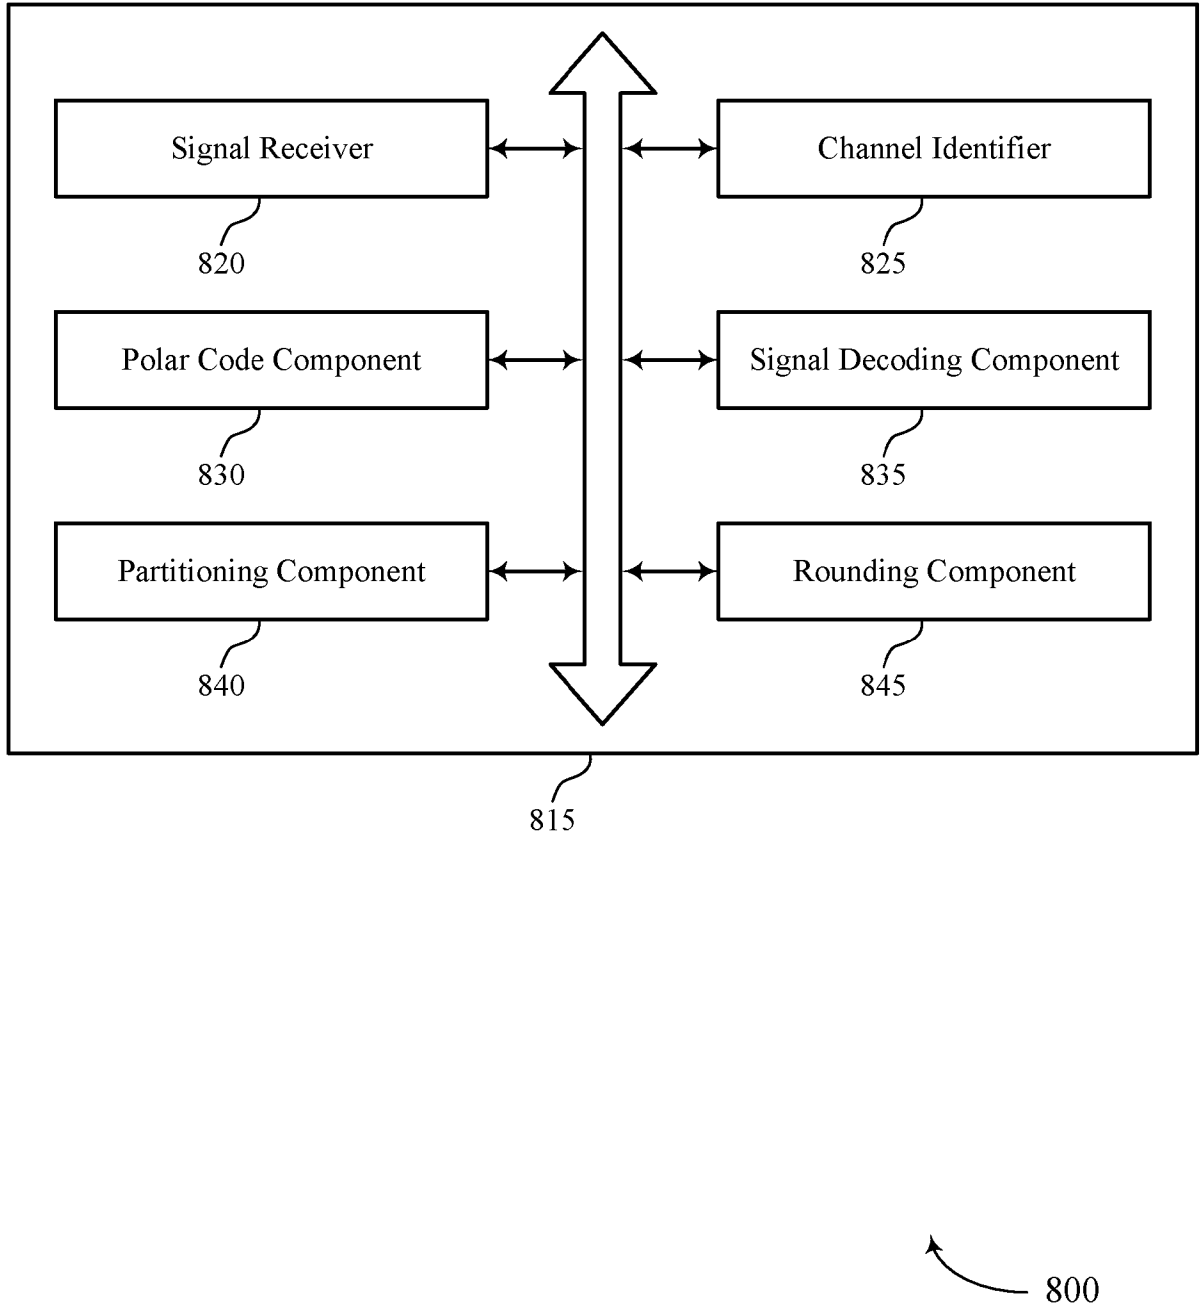 Signal Receiver
Channel Identifier
820
825
Polar Code Component
Signal Decoding Component
830
835
Partitioning Component
Rounding Component
840
845
815
800